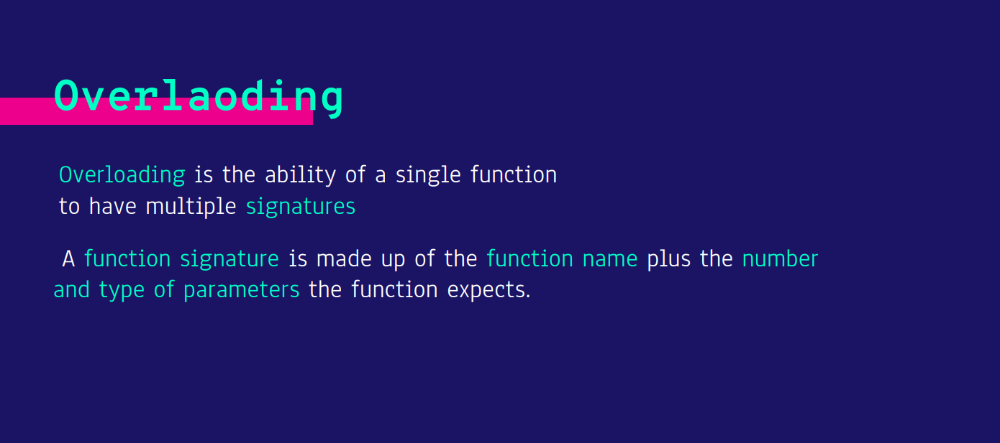 Overlaoding
Overloading is the ability of a single function
to have multiple signatures
A function signature is made up of the function name plus the number
and type of parameters the function expects.